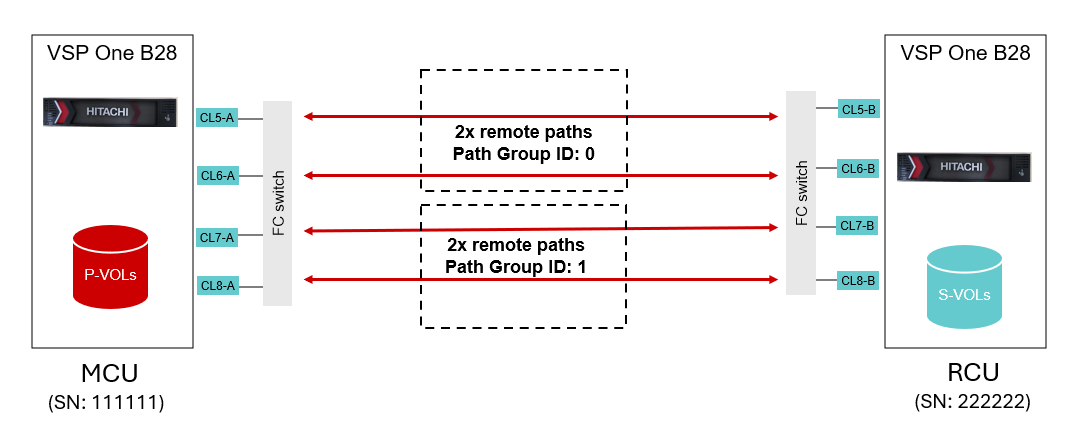 VSP One B28
HITACHI
CL5-A
CL6-A
CL7-A
CL8-A
P-VOLs
MCU
(SN: 111111)
FC switch
2x remote paths
Path Group ID: 0
2x remote paths
Path Group ID: 1
FC switch
VSP One B28
CL5-B
CL6-B
CL7-B
CL8-B
HITACHI
S-VOLs
RCU
(SN: 222222)